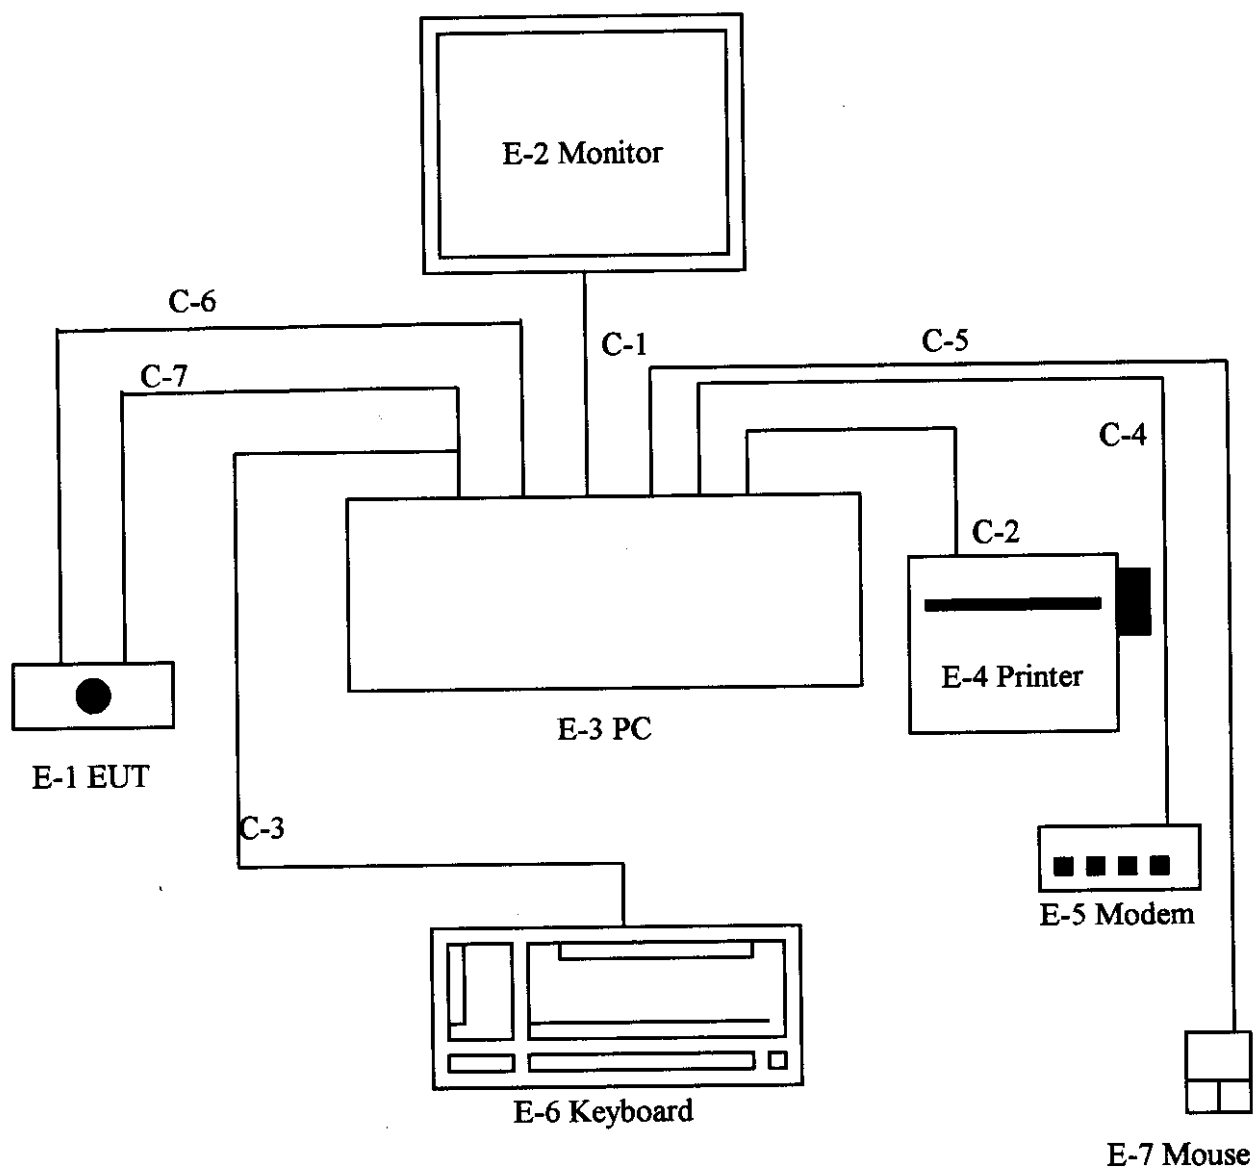 E-2 Monitor
C-6
C-1
C-5
C-7
C-4
C-2
E-4 Printer
E-3 PC
E-1 EUT
C-3
E-5 Modem
E-6 Keyboard
E-7 Mouse